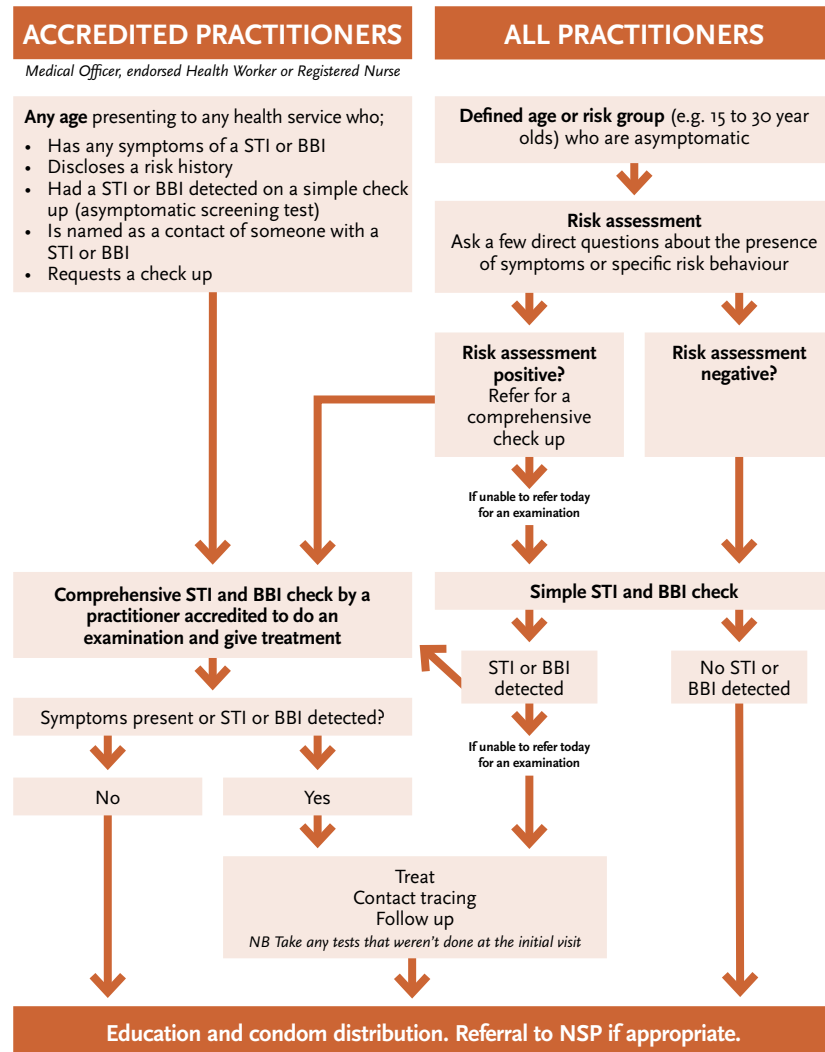 ACCREDITED PRACTITIONERS
Medical Officer, endorsed Health Worker or Registered Nurse
Any age presenting to any health service who;
• Has any symptoms of a STI or BBI
• Discloses a risk history
• Had a STI or BBI detected on a simple check
up (asymptomatic screening test)
• Is named as a contact of someone with a
STI or BBI
• Requests a check up
ALL PRACTITIONERS
Defined age or risk group (e.g. 15 to 30 year
olds) who are asymptomatic
Risk assessment
Ask a few direct questions about the presence
of symptoms or specific risk behaviour
Risk assessment
positive?
Refer for a
comprehensive
check up
Risk assessment
negative?
If unable to refer today
for an examination
Comprehensive STI and BBI check by a
practitioner accredited to do an
examination and give treatment
Simple STI and BBI check
STI or BBI
detected
No STI or
BBI detected
Symptoms present or STI or BBI detected?
If unable to refer today
for an examination
No
Yes
Treat
Contact tracing
Follow up
NB Take any tests that weren't done at the initial visit
Education and condom distribution. Referral to NSP if appropriate.